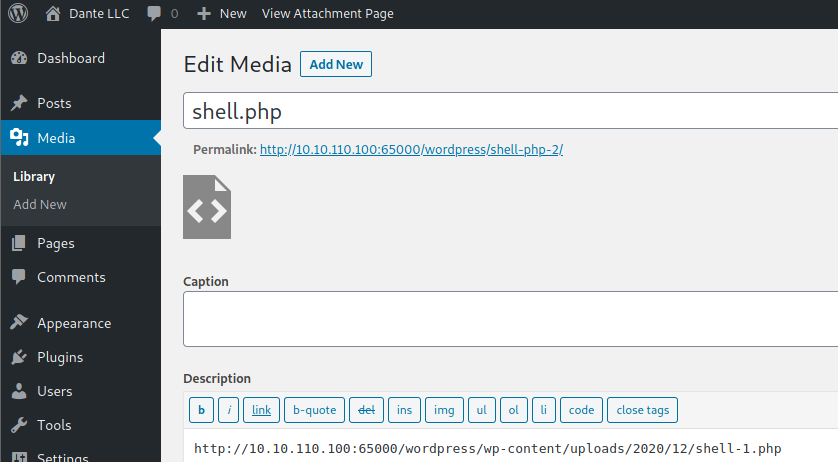 Dante LLC 0 New View Attachment Page
Dashboard
Posts
Media
Library
Add New
Pages
Comments
Appearance
Plugins
Users
Tools
Settings
Edit Media Add New
shell.php
Permalink: http://10.10.110.100:65000/wordpress/shell-php-2/
Caption
Description
b i link b-quote del ins img ul ol li code close tags
http://10.10.110.100:65000/wordpress/wp-content/uploads/2020/12/shell-1.php